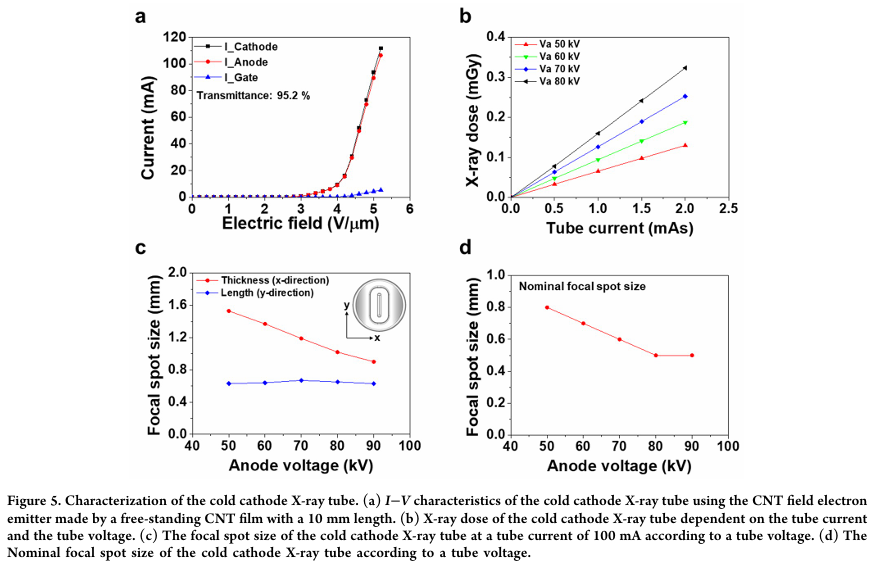 a
Current (mA)
120
100
80
60
40
20
0
I_Cathode
I_Anode
I_Gate
Transmittance: 95.2 %
0 1 2 3 4 5 6
Electric field (V/μm)
b
X-ray dose (mGy)
0.4
0.3
0.2
0.1
0.0
Va 50 kV
Va 60 kV
Va 70 kV
Va 80 kV
0.0 0.5 1.0 1.5 2.0 2.5
Tube current (mAs)
c
Focal spot size (mm)
2.0
1.6
1.2
0.8
0.4
0.0
Thickness (x-direction)
Length (y-direction)
y
x
40 50 60 70 80 90 100
Anode voltage (kV)
d
Focal spot size (mm)
1.0
0.8
0.6
0.4
0.2
0.0
Nominal focal spot size
40 50 60 70 80 90 100
Anode voltage (kV)
Figure 5. Characterization of the cold cathode X-ray tube. (a) I−V characteristics of the cold cathode X-ray tube using the CNT field electron
emitter made by a free-standing CNT film with a 10 mm length. (b) X-ray dose of the cold cathode X-ray tube dependent on the tube current
and the tube voltage. (c) The focal spot size of the cold cathode X-ray tube at a tube current of 100 mA according to a tube voltage. (d) The
Nominal focal spot size of the cold cathode X-ray tube according to a tube voltage.